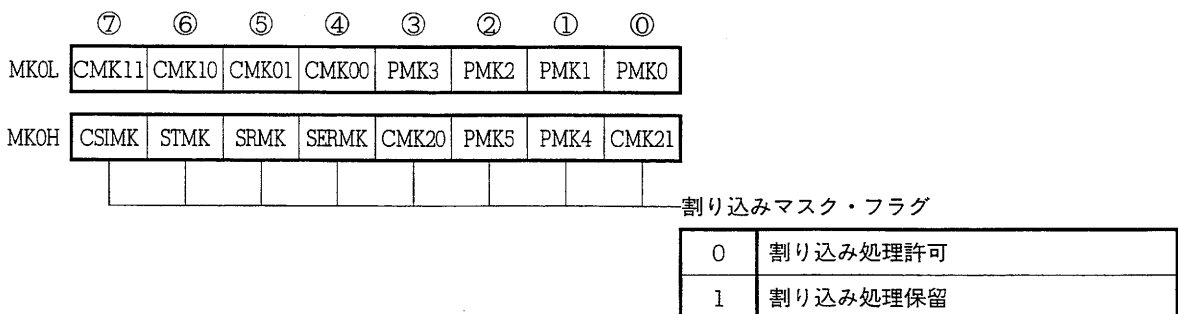 ⑦ ⑥ ⑤ ④ ③ ② ① ⓪
MK0L CMK11 CMK10 CMK01 CMK00 PMK3 PMK2 PMK1 PMK0
MK0H CSIMK STMK SRMK SERMK CMK20 PMK5 PMK4 CMK21
割り込みマスク・フラグ
0 割り込み処理許可
1 割り込み処理保留